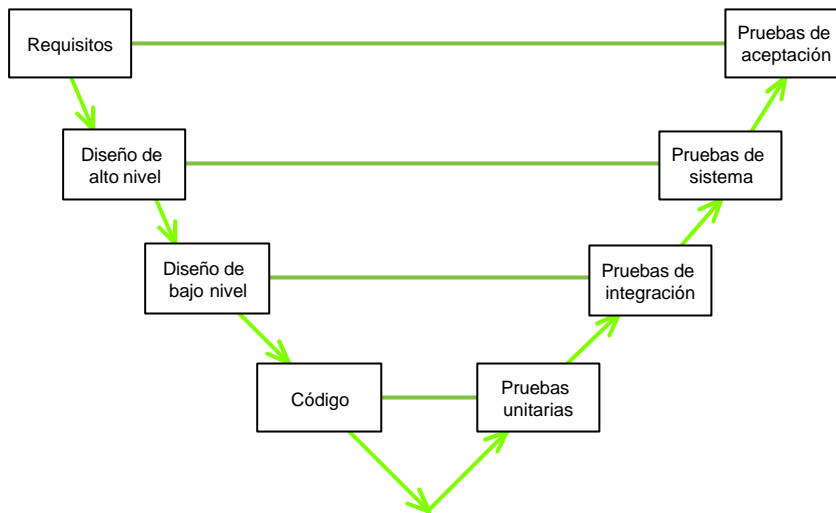 Requisitos
Pruebas de
aceptación
Diseño de
alto nivel
Pruebas de
sistema
Diseño de
bajo nivel
Pruebas de
integración
Código
Pruebas
unitarias